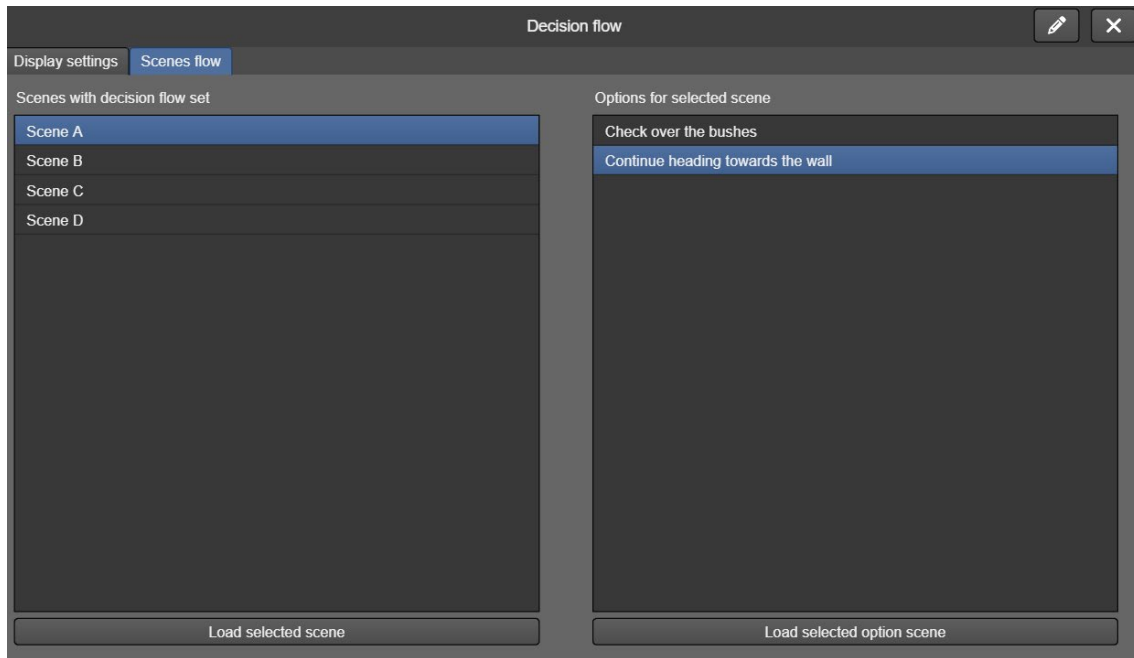 Decision flow
Display settings
Scenes flow
Scenes with decision flow set
Scene A
Scene B
Scene C
Scene D
Load selected scene
Options for selected scene
Check over the bushes
Continue heading towards the wall
Load selected option scene